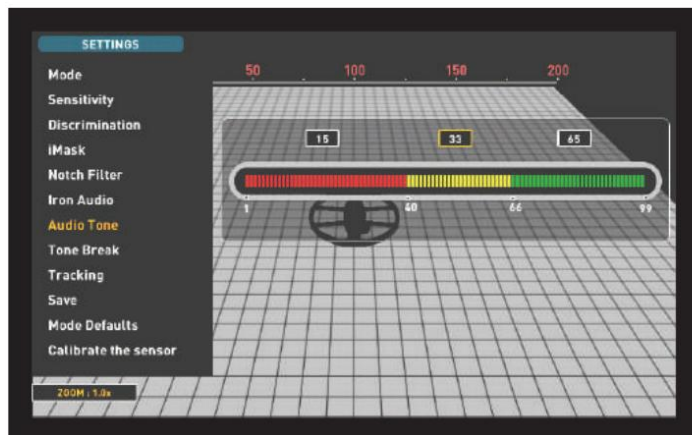 SETTINGS
Mode
Sensitivity
Discrimination
iMask
Notch Filter
Iron Audio
Audio Tone
Tone Break
Tracking
Save
Mode Defaults
Calibrate the sensor
ZOOM : 1.0x
50 100 150 200
15 33 65
1 40 66 99